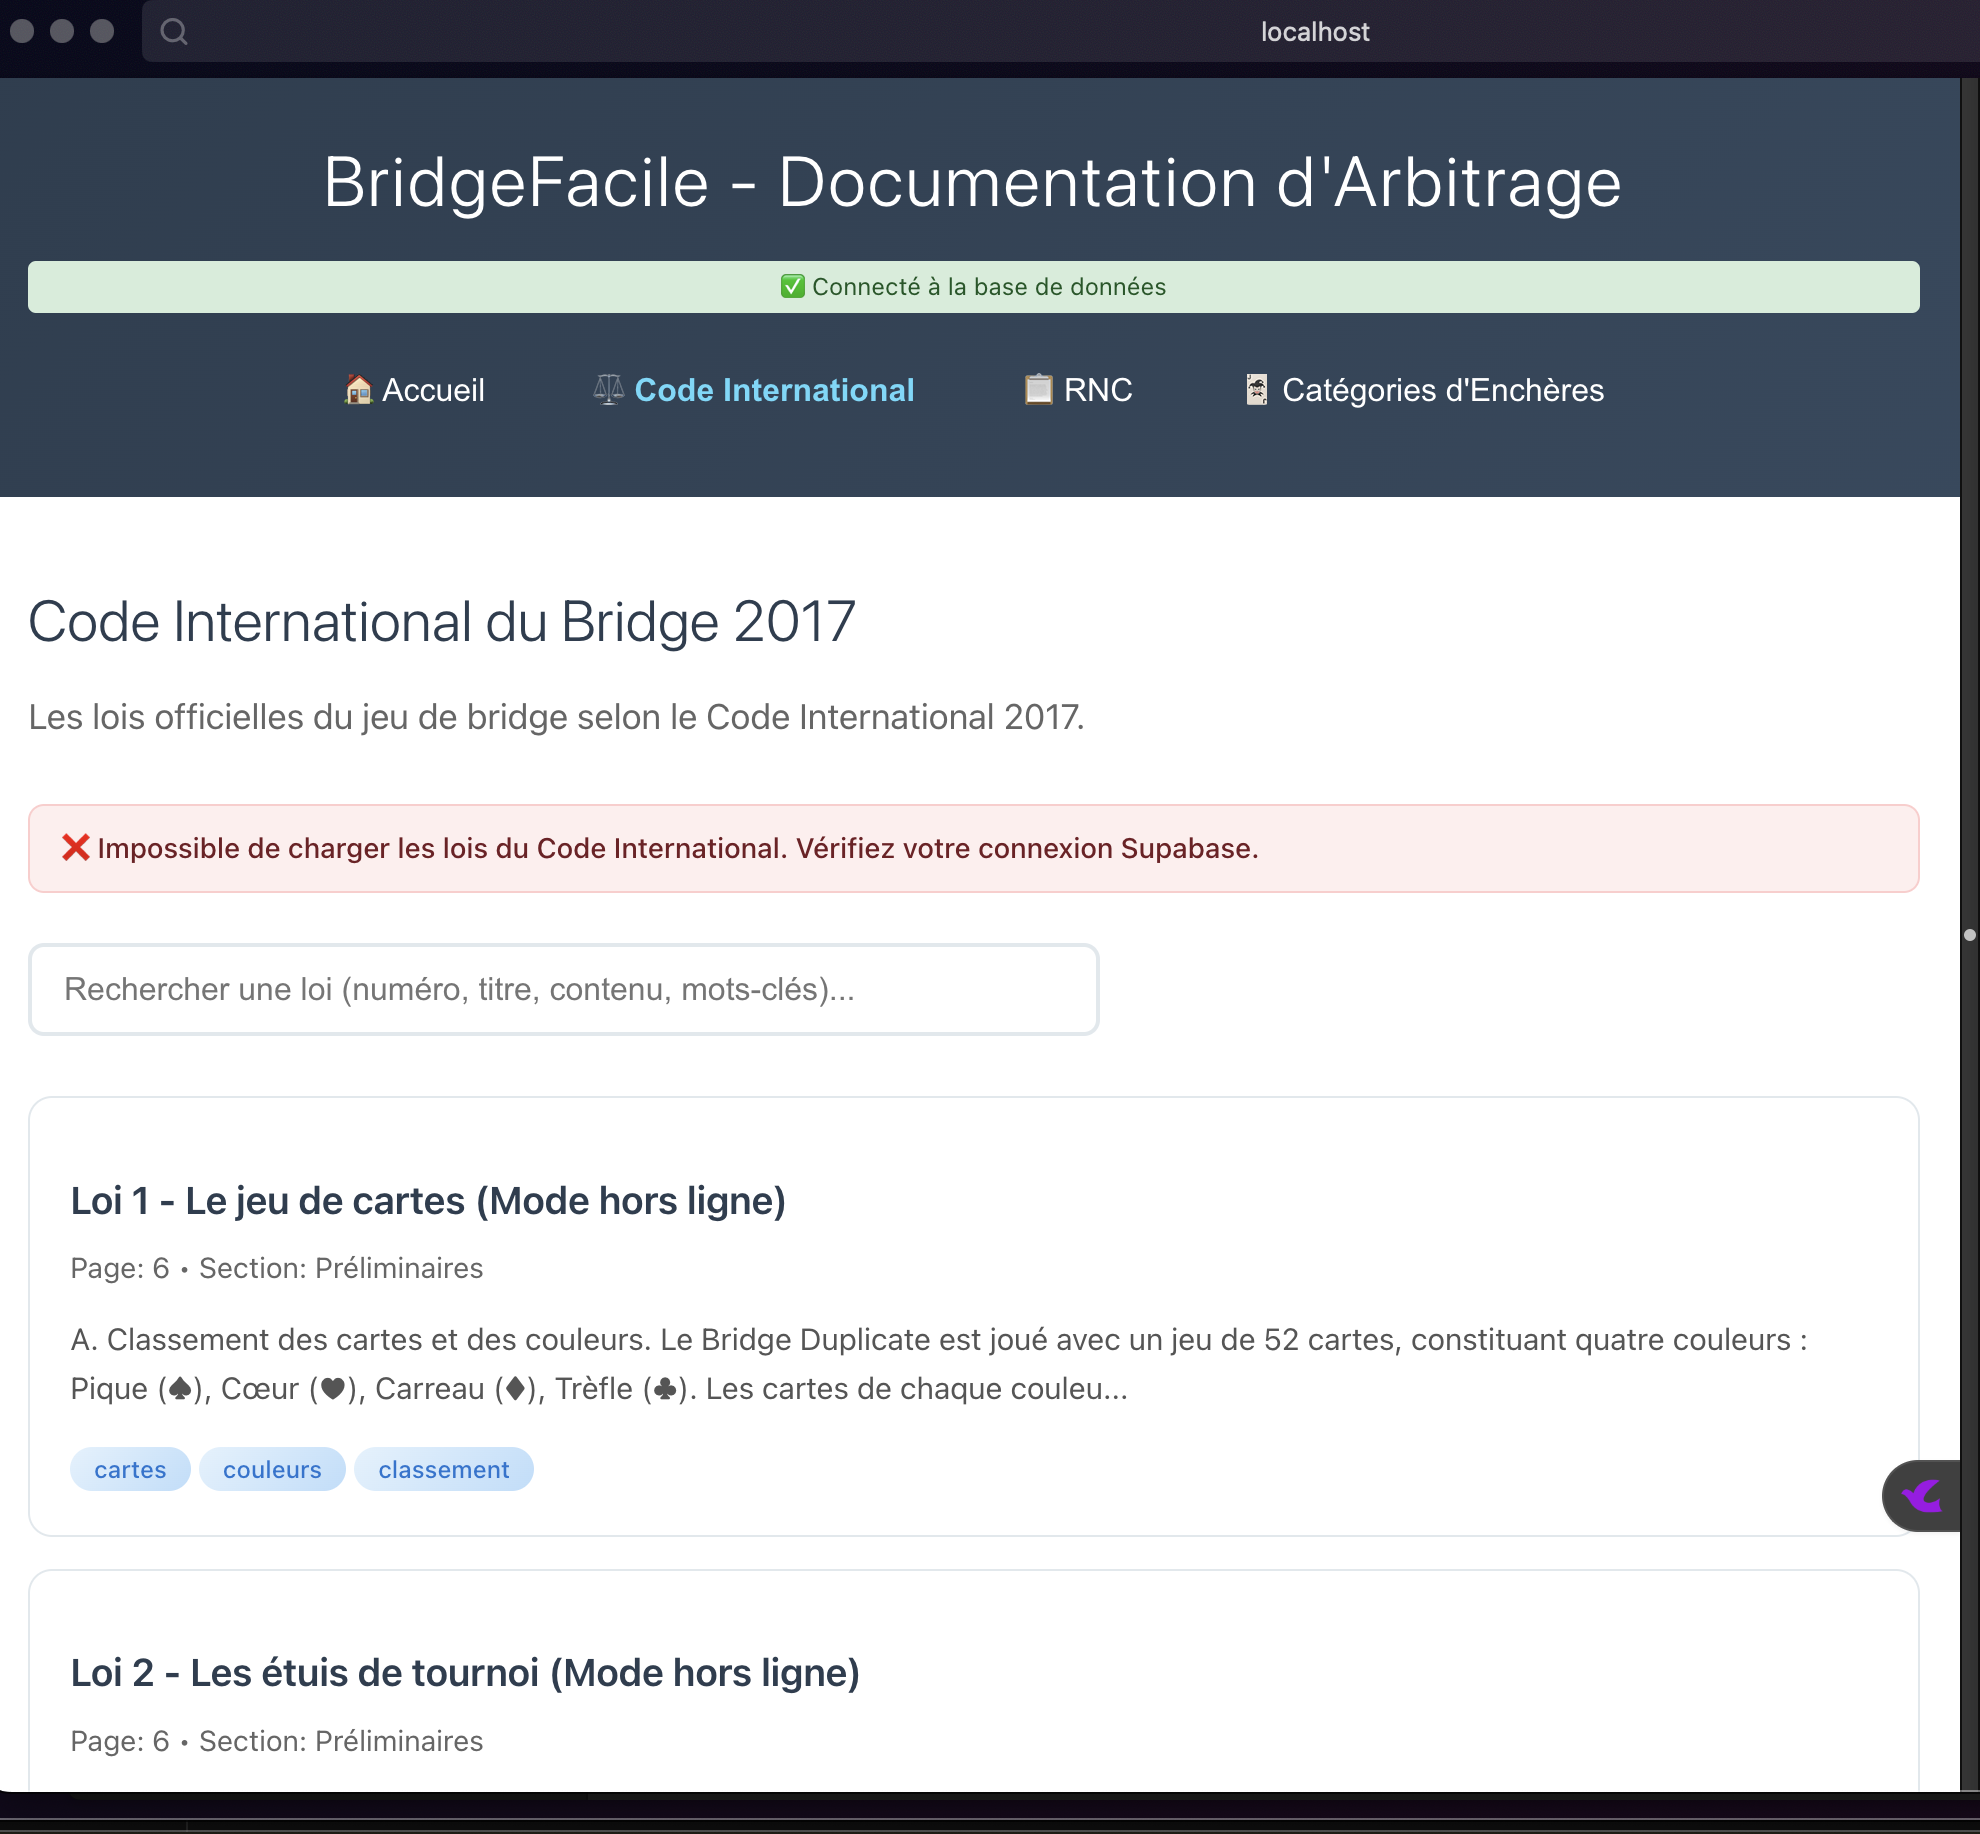 localhost
BridgeFacile - Documentation d'Arbitrage
✅ Connecté à la base de données
🏠 Accueil
⚖️ Code International
📋 RNC
🃏 Catégories d'Enchères
Code International du Bridge 2017
Les lois officielles du jeu de bridge selon le Code International 2017.
❌ Impossible de charger les lois du Code International. Vérifiez votre connexion Supabase.
Rechercher une loi (numéro, titre, contenu, mots-clés)...
Loi 1 - Le jeu de cartes (Mode hors ligne)
Page: 6 • Section: Préliminaires
A. Classement des cartes et des couleurs. Le Bridge Duplicate est joué avec un jeu de 52 cartes, constituant quatre couleurs :
Pique (♠), Cœur (♥), Carreau (♦), Trèfle (♣). Les cartes de chaque couleu...
cartes couleurs classement
Loi 2 - Les étuis de tournoi (Mode hors ligne)
Page: 6 • Section: Préliminaires